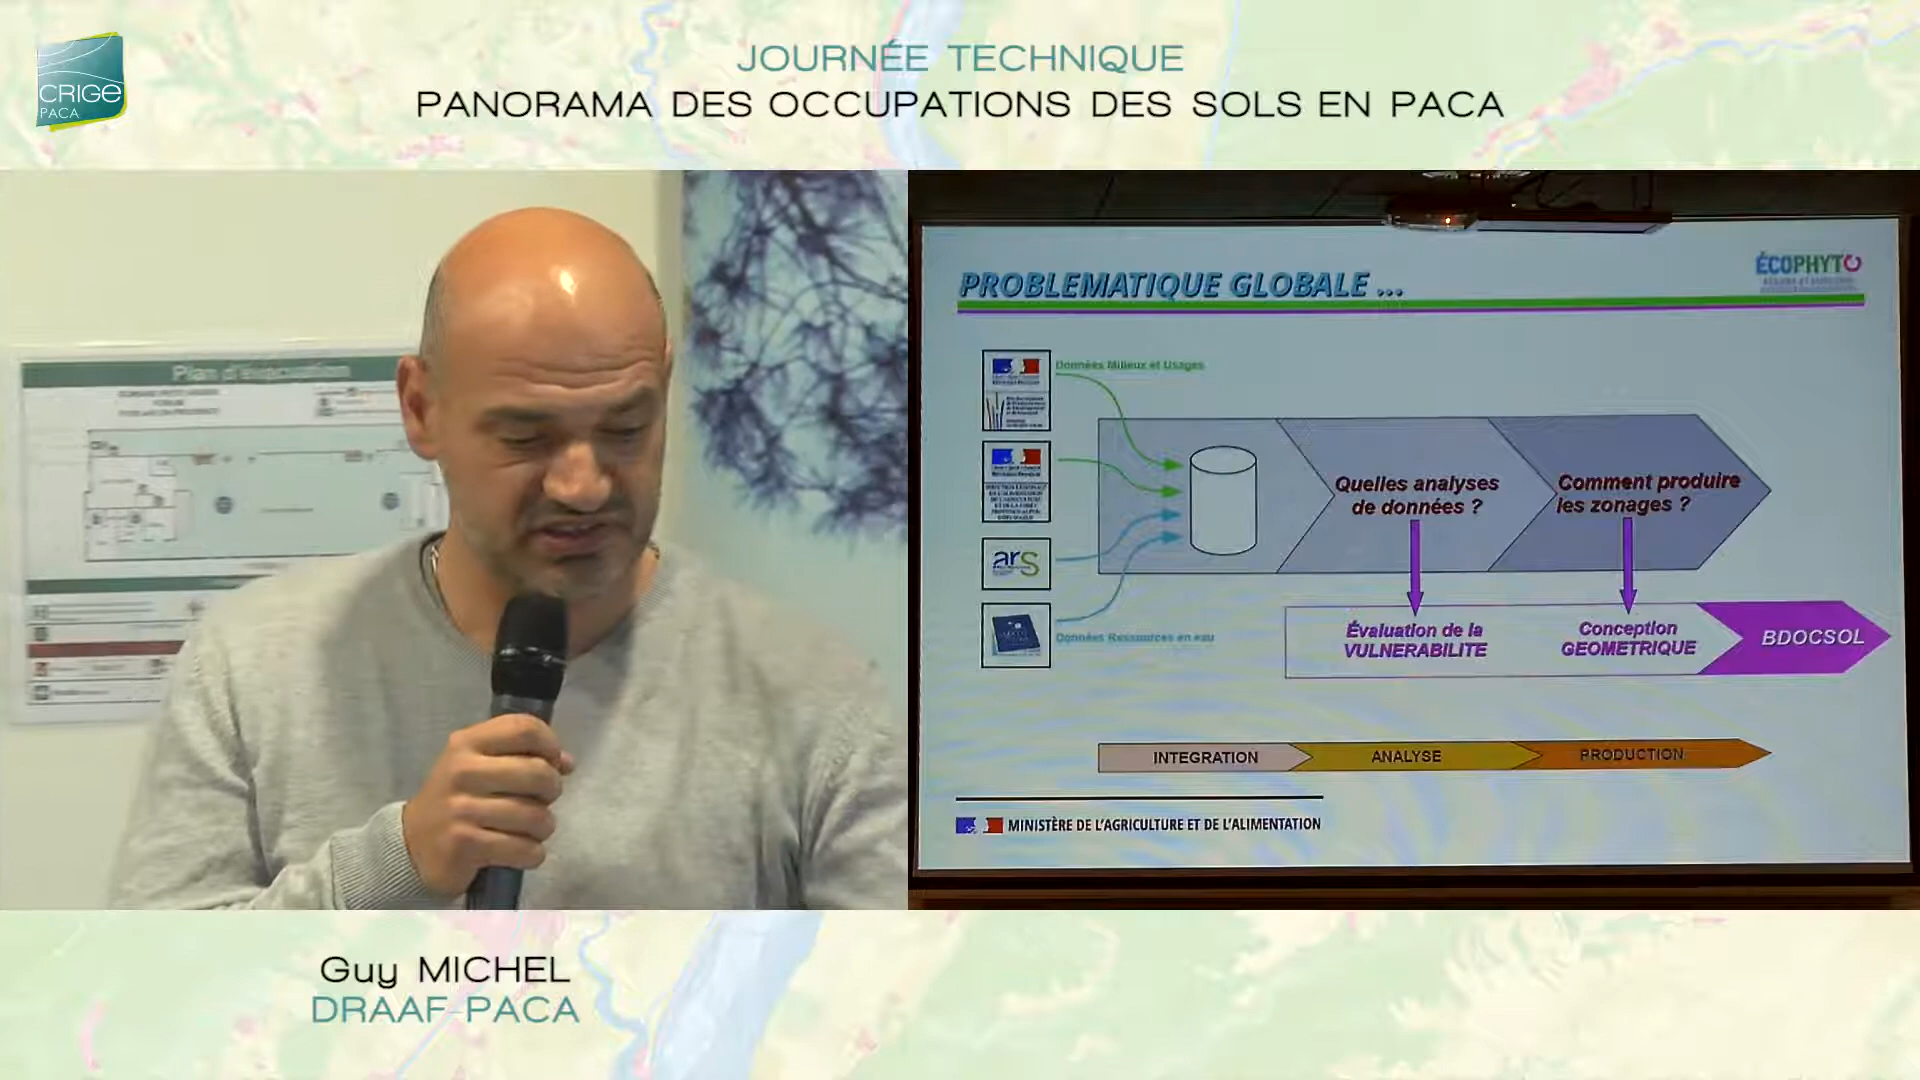 CRIGE
PACA
JOURNÉE TECHNIQUE
PANORAMA DES OCCUPATIONS DES SOLS EN PACA
Plan d'évacuation
PROBLEMATIQUE GLOBALE ...
ÉCOPHYTO
Données Milieux et Usages
ars
Données Ressources en eau
Quelles analyses
de données ?
Comment produire
les zonages ?
Évaluation de la
VULNERABILITE
Conception
GEOMETRIQUE
BDOCSOL
INTEGRATION
ANALYSE
PRODUCTION
MINISTÈRE DE L'AGRICULTURE ET DE L'ALIMENTATION
Guy MICHEL
DRAAF-PACA